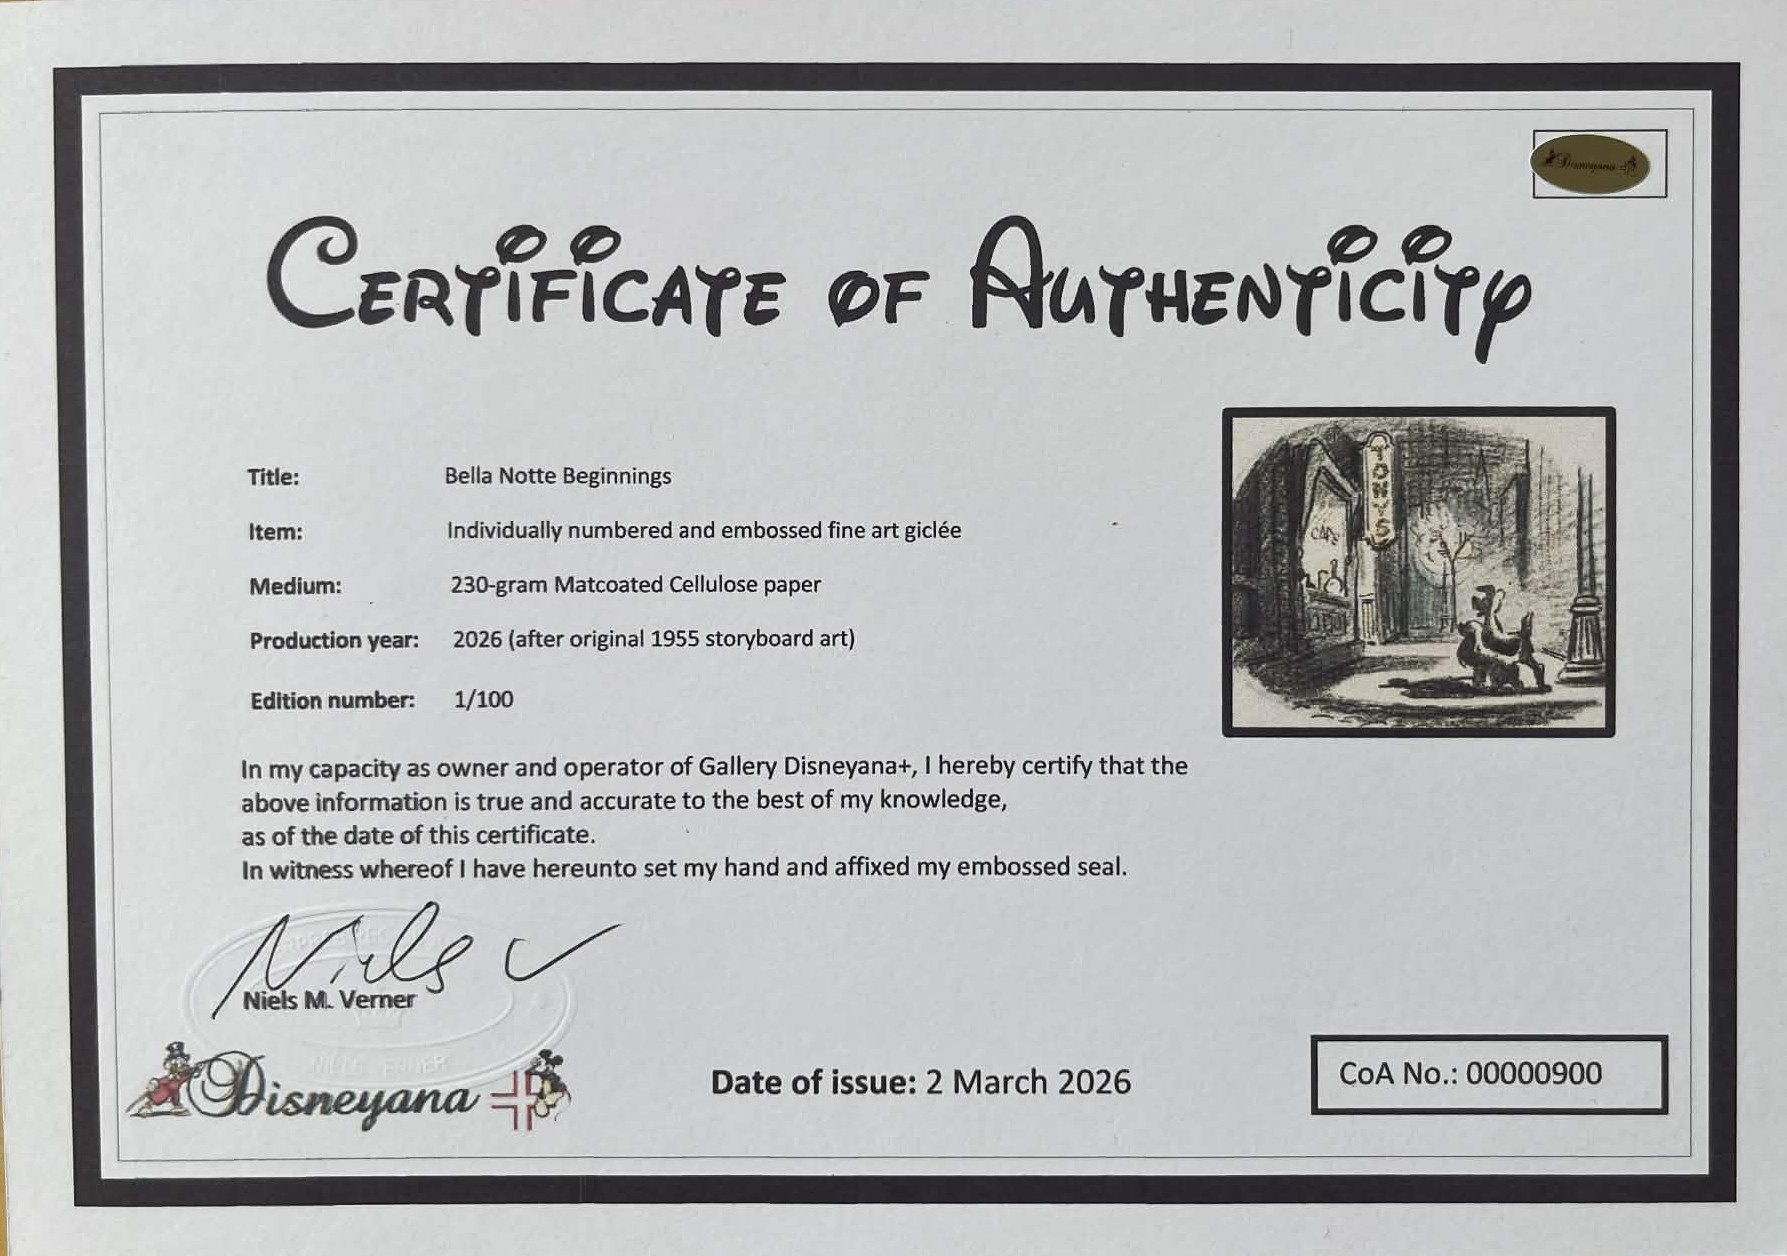 Disneyana
Certificate of Authenticity
Title: Bella Notte Beginnings
Item: Individually numbered and embossed fine art giclée
Medium: 230-gram Matcoated Cellulose paper
Production year: 2026 (after original 1955 storyboard art)
Edition number: 1/100
TONY'S
CAFE
In my capacity as owner and operator of Gallery Disneyana+, I hereby certify that the
above information is true and accurate to the best of my knowledge,
as of the date of this certificate.
In witness whereof I have hereunto set my hand and affixed my embossed seal.
Niels V
Niels M. Verner
Disneyana
Date of issue: 2 March 2026
CoA No.: 00000900